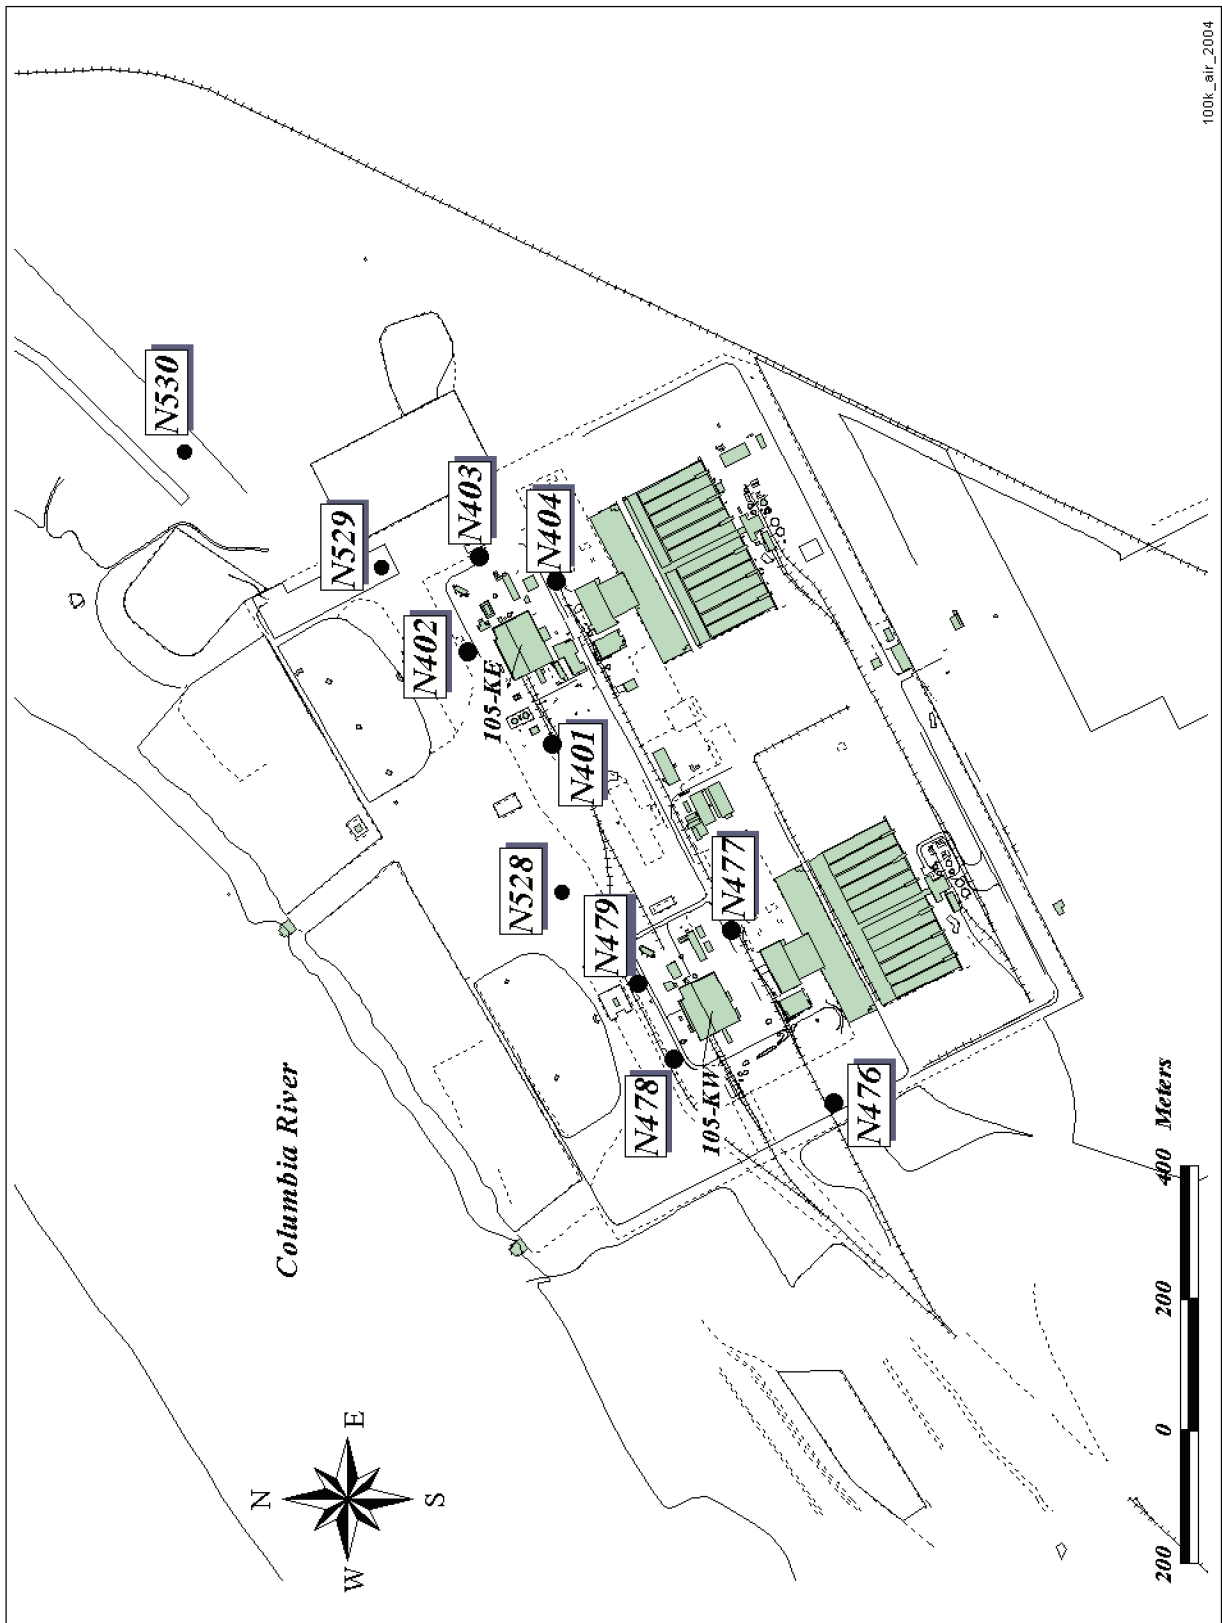 100k_air_2004
N530
N529
N403
N404
N402
105-KE
N401
N528
N479
N477
N478
105-KW
N476
Columbia River
N
W
E
S
200 0 200 400 Meters